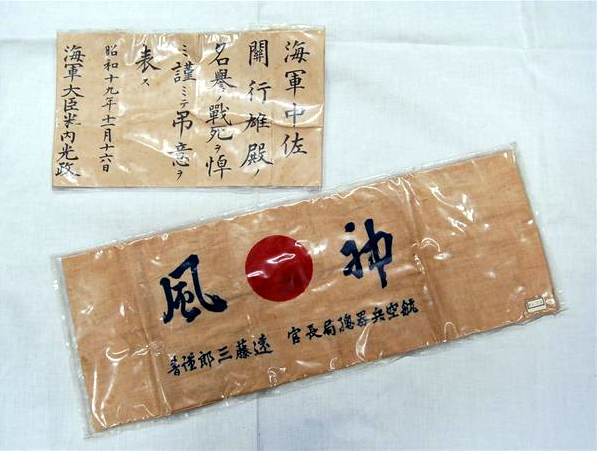 海軍中佐
關行雄殿ノ
名譽ノ戰死ヲ悼
ミ謹ミテ弔意ヲ
表ス
昭和十九年十一月十六日
海軍大臣米内光政
神風
航空兵器總局長官 遠藤三郎謹書